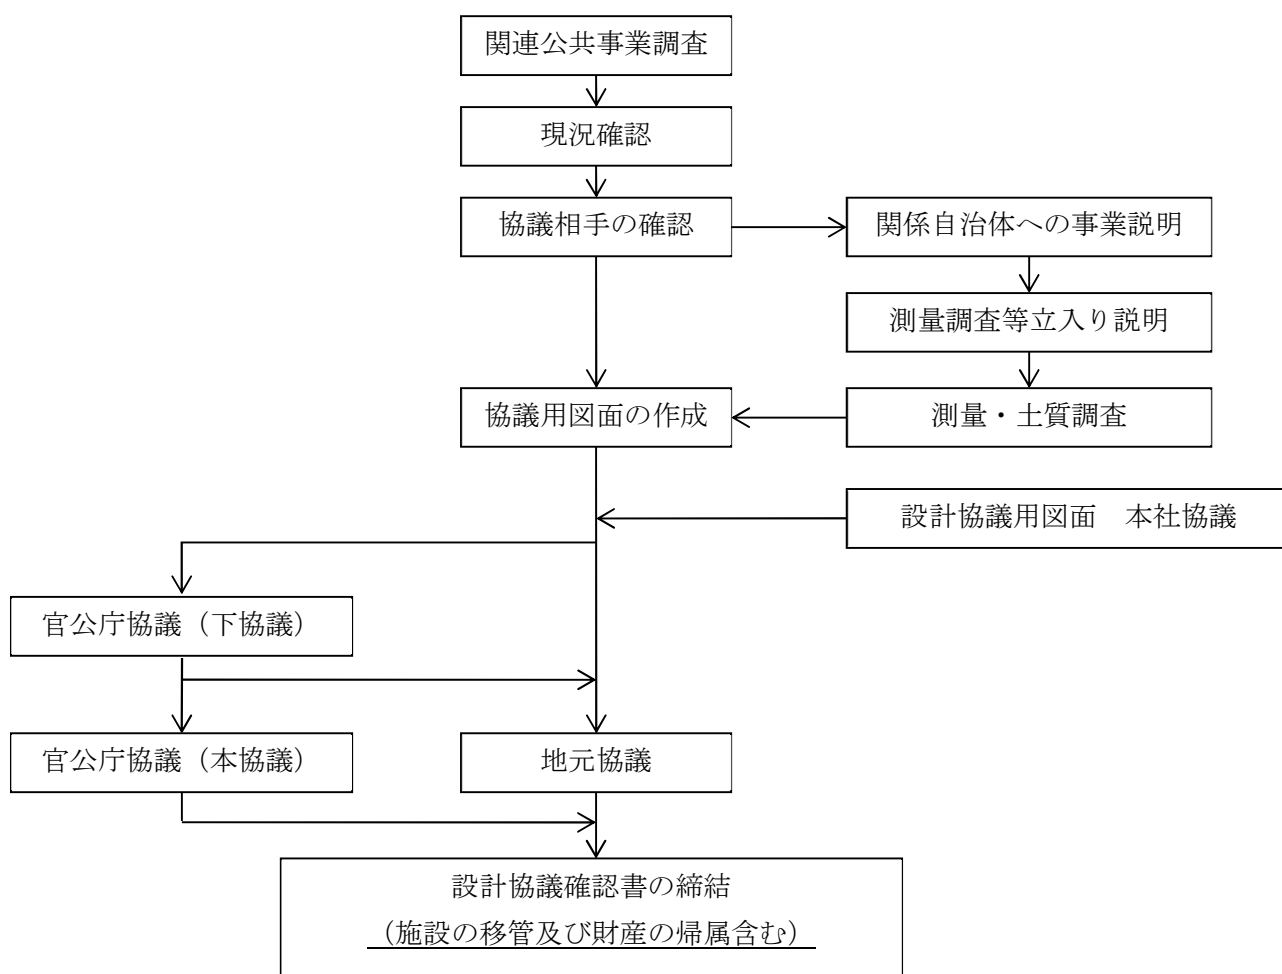 関連公共事業調査
現況確認
協議相手の確認
関係自治体への事業説明
測量調査等立入り説明
協議用図面の作成
測量・土質調査
設計協議用図面　本社協議
官公庁協議（下協議）
官公庁協議（本協議）
地元協議
設計協議確認書の締結
（施設の移管及び財産の帰属含む）